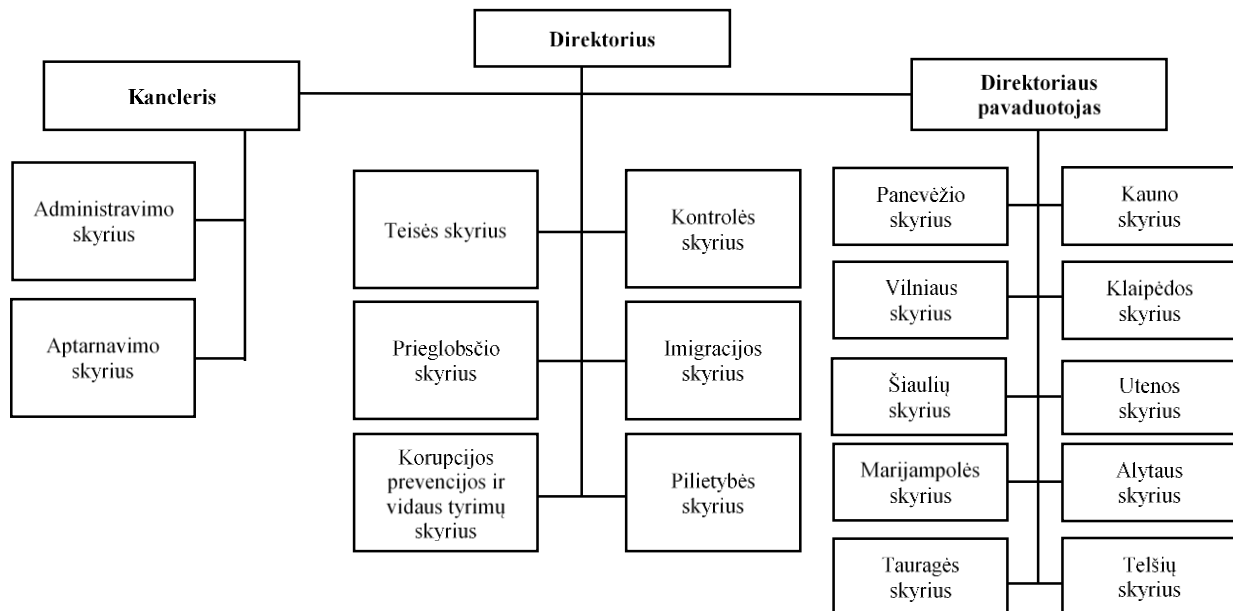 Direktorius
Kancleris
Direktoriaus
pavaduotojas
Administravimo
skyrius
Aptarnavimo
skyrius
Teisės skyrius
Kontrolės
skyrius
Prieglobsčio
skyrius
Imigracijos
skyrius
Korupcijos
prevencijos ir
vidaus tyrimų
skyrius
Pilietybės
skyrius
Panevėžio
skyrius
Kauno
skyrius
Vilniaus
skyrius
Klaipėdos
skyrius
Šiaulių
skyrius
Utenos
skyrius
Marijampolės
skyrius
Alytaus
skyrius
Tauragės
skyrius
Telšių
skyrius